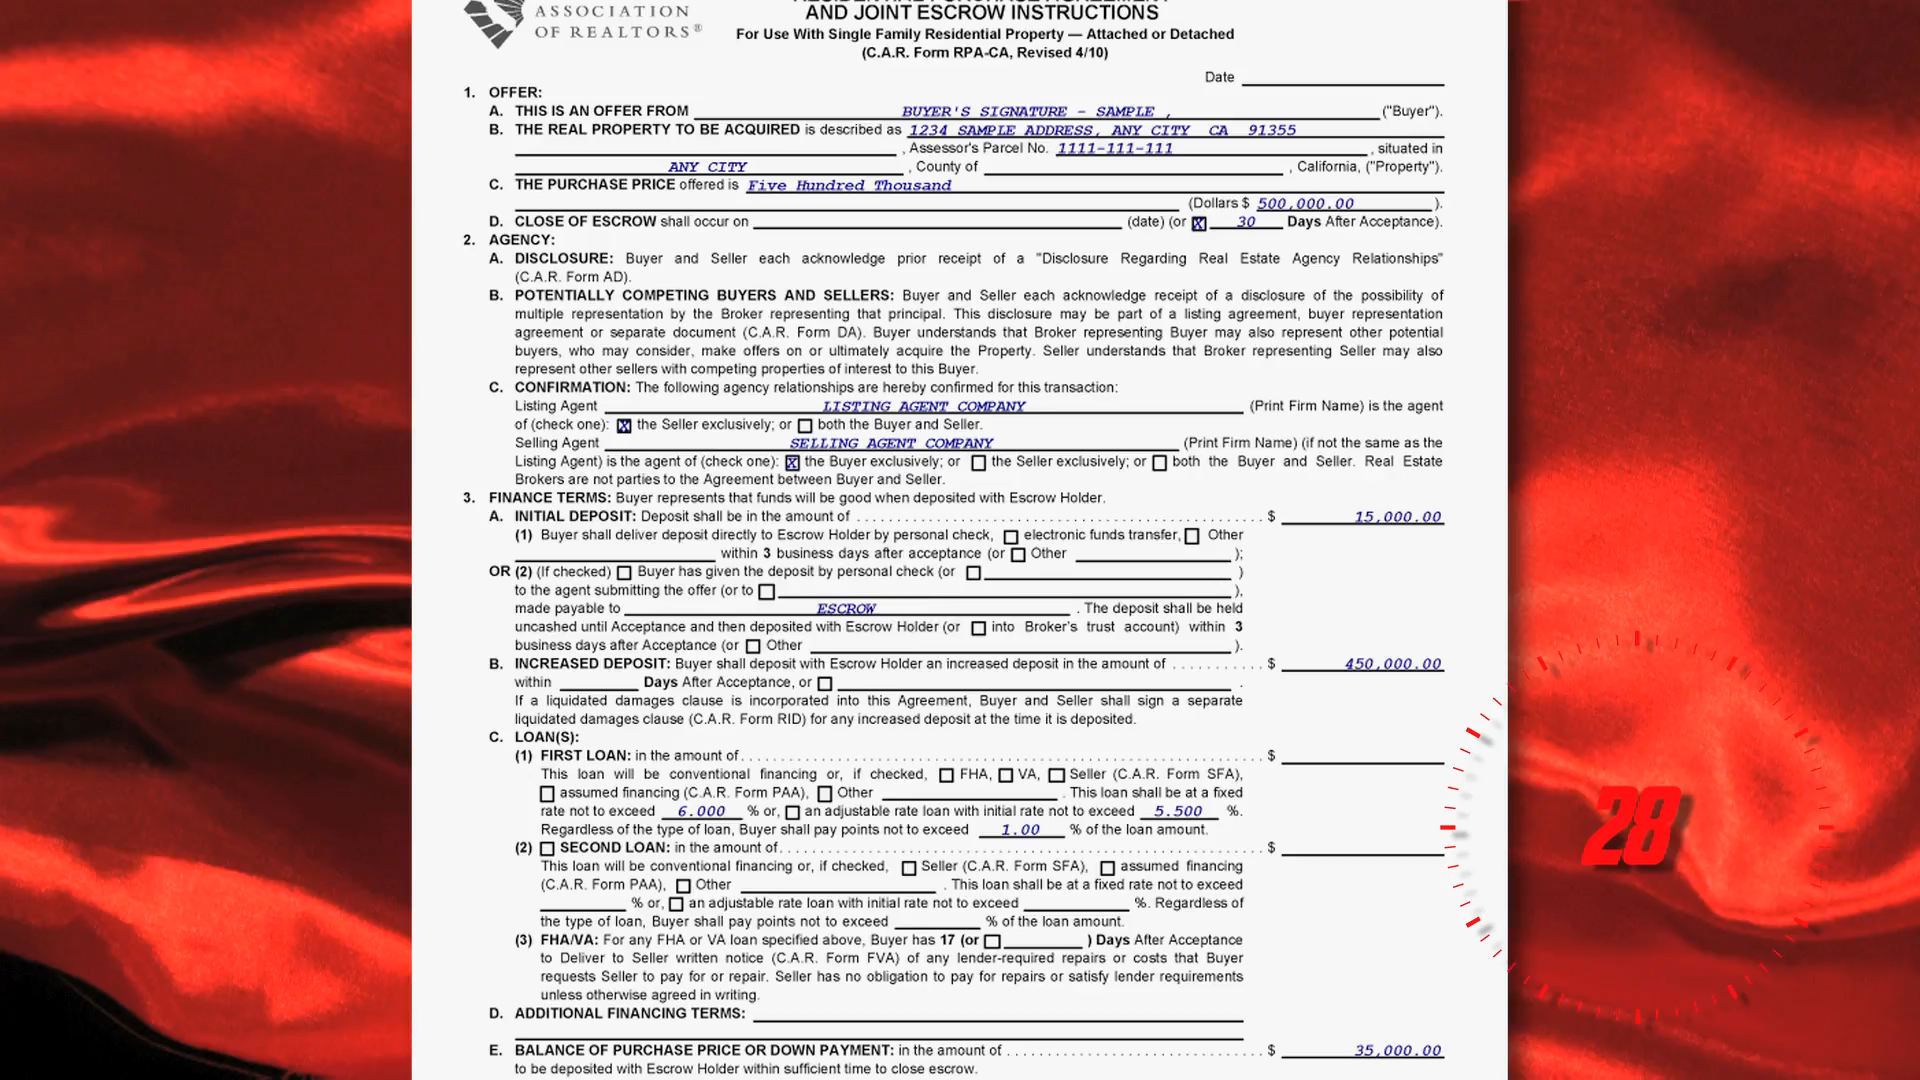 ASSOCIATION
OF REALTORS®
RESIDENTIAL PURCHASE AGREEMENT
AND JOINT ESCROW INSTRUCTIONS
For Use With Single Family Residential Property — Attached or Detached
(C.A.R. Form RPA-CA, Revised 4/10)
Date
1. OFFER:
A. THIS IS AN OFFER FROM BUYER'S SIGNATURE - SAMPLE , ("Buyer").
B. THE REAL PROPERTY TO BE ACQUIRED is described as 1234 SAMPLE ADDRESS, ANY CITY CA 91355
, Assessor's Parcel No. 1111-111-111 , situated in
ANY CITY , County of , California, ("Property").
C. THE PURCHASE PRICE offered is Five Hundred Thousand
(Dollars $ 500,000.00 ).
D. CLOSE OF ESCROW shall occur on (date) (or X 30 Days After Acceptance).
2. AGENCY:
A. DISCLOSURE: Buyer and Seller each acknowledge prior receipt of a "Disclosure Regarding Real Estate Agency Relationships"
(C.A.R. Form AD).
B. POTENTIALLY COMPETING BUYERS AND SELLERS: Buyer and Seller each acknowledge receipt of a disclosure of the possibility of
multiple representation by the Broker representing that principal. This disclosure may be part of a listing agreement, buyer representation
agreement or separate document (C.A.R. Form DA). Buyer understands that Broker representing Buyer may also represent other potential
buyers, who may consider, make offers on or ultimately acquire the Property. Seller understands that Broker representing Seller may also
represent other sellers with competing properties of interest to this Buyer.
C. CONFIRMATION: The following agency relationships are hereby confirmed for this transaction:
Listing Agent LISTING AGENT COMPANY (Print Firm Name) is the agent
of (check one): X the Seller exclusively; or both the Buyer and Seller.
Selling Agent SELLING AGENT COMPANY (Print Firm Name) (if not the same as the
Listing Agent) is the agent of (check one): X the Buyer exclusively; or the Seller exclusively; or both the Buyer and Seller. Real Estate
Brokers are not parties to the Agreement between Buyer and Seller.
3. FINANCE TERMS: Buyer represents that funds will be good when deposited with Escrow Holder.
A. INITIAL DEPOSIT: Deposit shall be in the amount of $ 15,000.00
(1) Buyer shall deliver deposit directly to Escrow Holder by personal check, electronic funds transfer, Other
within 3 business days after acceptance (or Other );
OR (2) (If checked) Buyer has given the deposit by personal check (or )
to the agent submitting the offer (or to ),
made payable to ESCROW . The deposit shall be held
uncashed until Acceptance and then deposited with Escrow Holder (or into Broker's trust account) within 3
business days after Acceptance (or Other ).
B. INCREASED DEPOSIT: Buyer shall deposit with Escrow Holder an increased deposit in the amount of $ 450,000.00
within Days After Acceptance, or .
If a liquidated damages clause is incorporated into this Agreement, Buyer and Seller shall sign a separate
liquidated damages clause (C.A.R. Form RID) for any increased deposit at the time it is deposited.
C. LOAN(S):
(1) FIRST LOAN: in the amount of $
This loan will be conventional financing or, if checked, FHA, VA, Seller (C.A.R. Form SFA),
assumed financing (C.A.R. Form PAA), Other . This loan shall be at a fixed
rate not to exceed 6.000 % or, an adjustable rate loan with initial rate not to exceed 5.500 %.
Regardless of the type of loan, Buyer shall pay points not to exceed 1.00 % of the loan amount.
(2) SECOND LOAN: in the amount of $
This loan will be conventional financing or, if checked, Seller (C.A.R. Form SFA), assumed financing
(C.A.R. Form PAA), Other . This loan shall be at a fixed rate not to exceed
% or, an adjustable rate loan with initial rate not to exceed %. Regardless of
the type of loan, Buyer shall pay points not to exceed % of the loan amount.
(3) FHA/VA: For any FHA or VA loan specified above, Buyer has 17 (or ) Days After Acceptance
to Deliver to Seller written notice (C.A.R. Form FVA) of any lender-required repairs or costs that Buyer
requests Seller to pay for or repair. Seller has no obligation to pay for repairs or satisfy lender requirements
unless otherwise agreed in writing.
D. ADDITIONAL FINANCING TERMS:
E. BALANCE OF PURCHASE PRICE OR DOWN PAYMENT: in the amount of $ 35,000.00
to be deposited with Escrow Holder within sufficient time to close escrow.
28